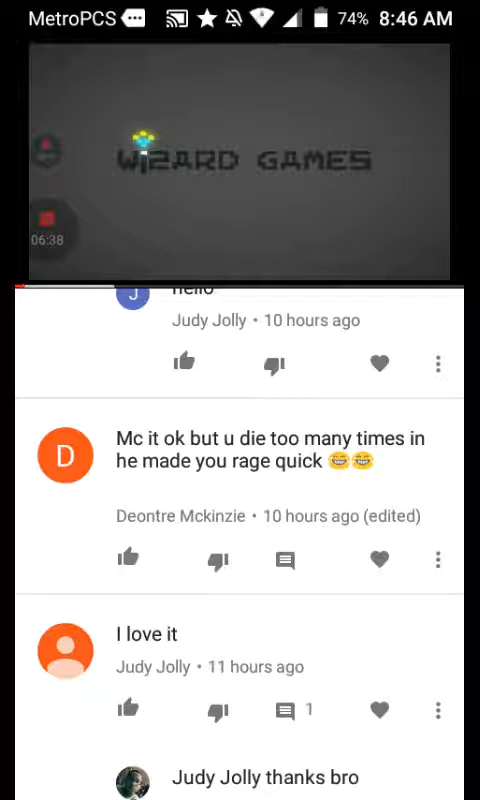 MetroPCS 74% 8:46 AM
WIZARD GAMES
06:38
J hello
Judy Jolly • 10 hours ago
D
Mc it ok but u die too many times in
he made you rage quick 😂😂
Deontre Mckinzie • 10 hours ago (edited)
I love it
Judy Jolly • 11 hours ago
1
Judy Jolly thanks bro